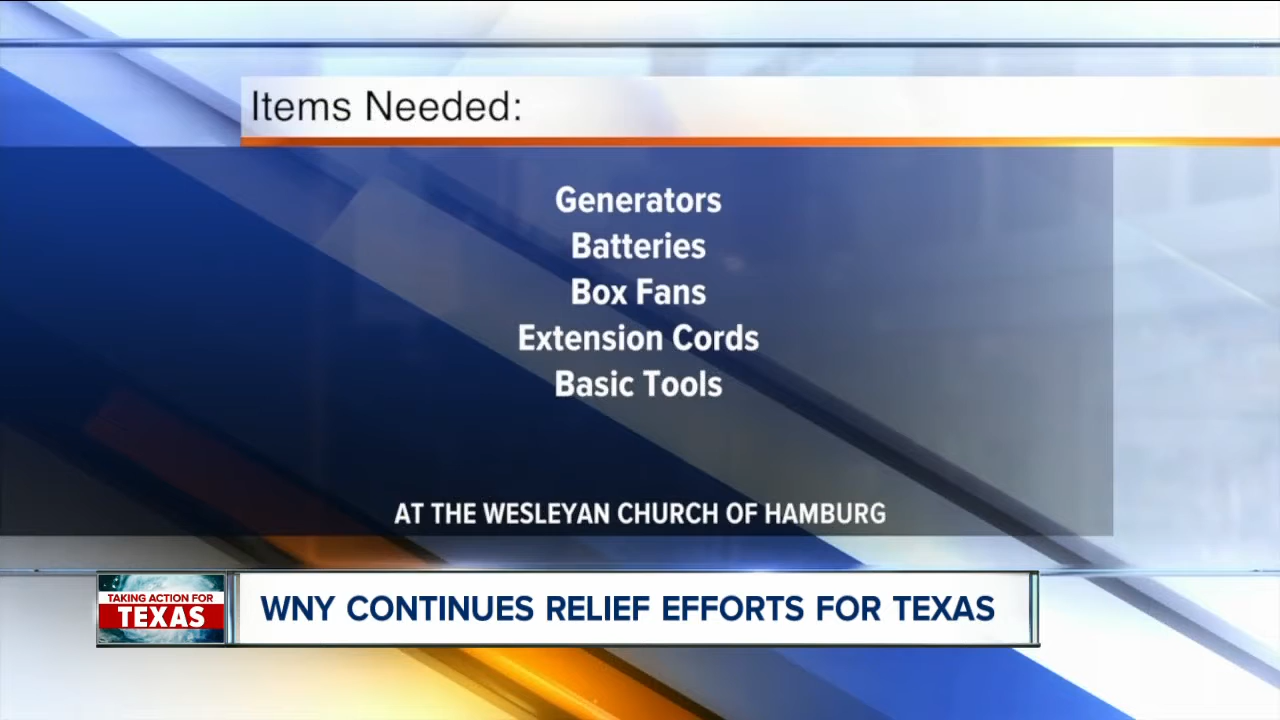 Items Needed:
Generators
Batteries
Box Fans
Extension Cords
Basic Tools
AT THE WESLEYAN CHURCH OF HAMBURG
TAKING ACTION FOR
TEXAS
WNY CONTINUES RELIEF EFFORTS FOR TEXAS